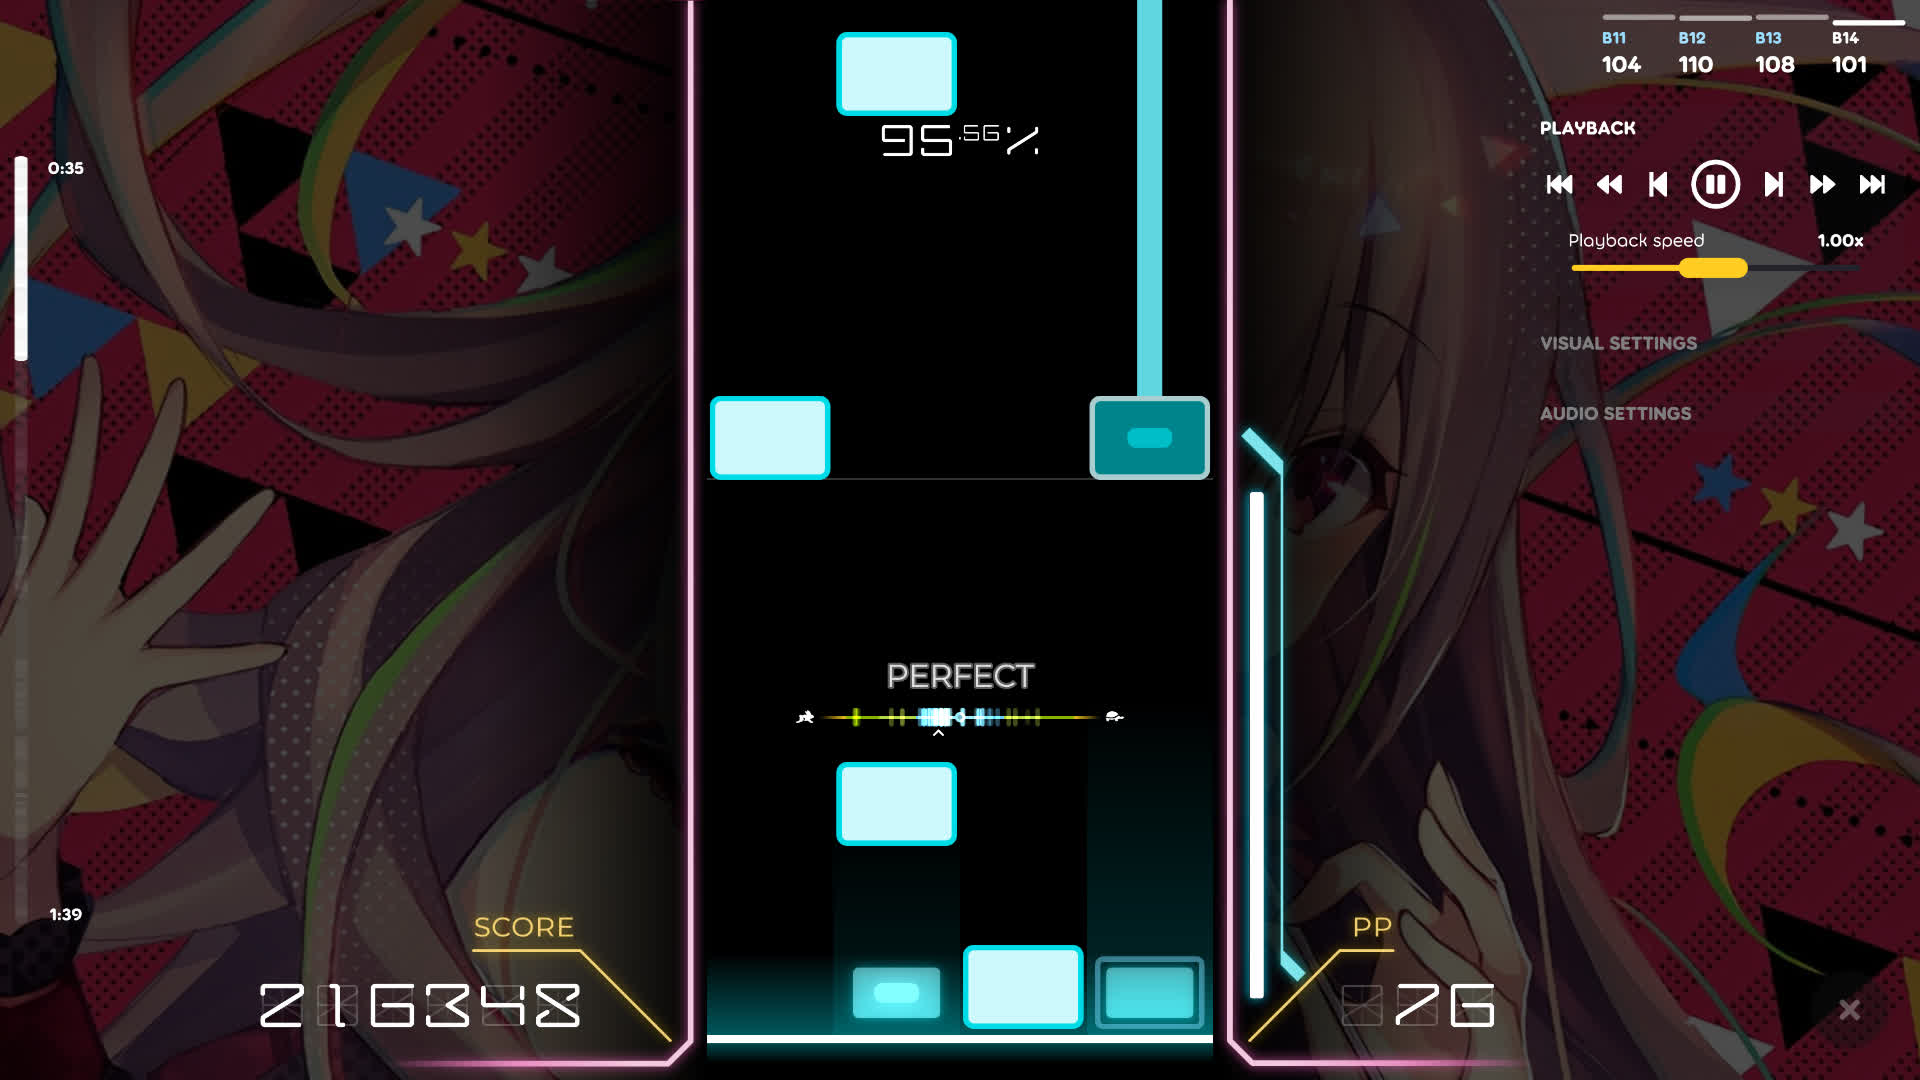 B11 B12 B13 B14
104 110 108 101
PLAYBACK
0:35
95.56%
Playback speed 1.00x
VISUAL SETTINGS
AUDIO SETTINGS
PERFECT
1:39
SCORE
216348
PP
76